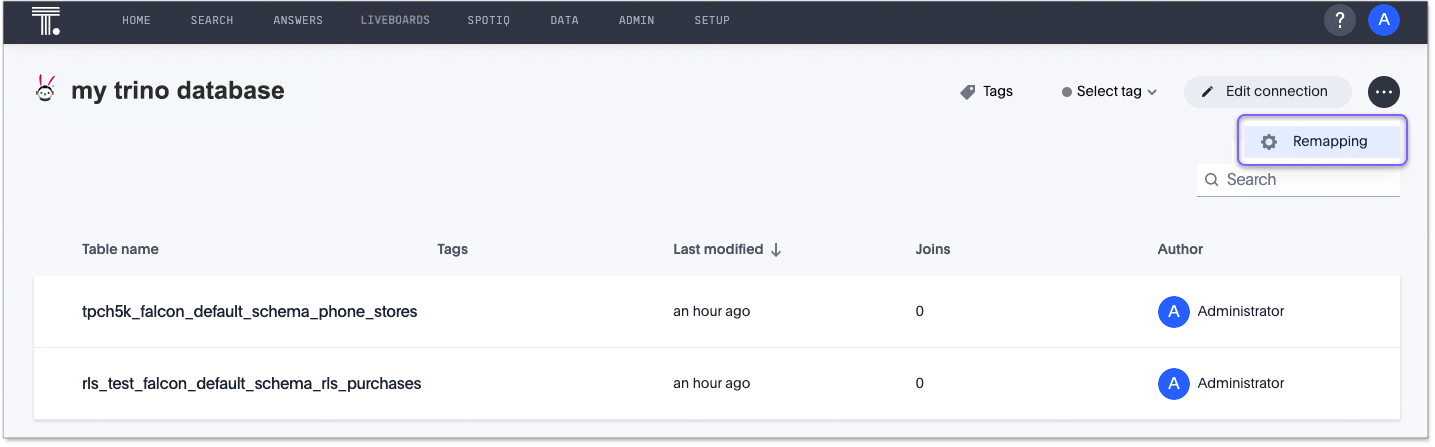 T. HOME SEARCH ANSWERS LIVEBOARDS SPOTIQ DATA ADMIN SETUP ? A
my trino database Tags Select tag Edit connection ...
Remapping
Search
Table name Tags Last modified ↓ Joins Author
tpch5k_falcon_default_schema_phone_stores an hour ago 0 A Administrator
rls_test_falcon_default_schema_rls_purchases an hour ago 0 A Administrator